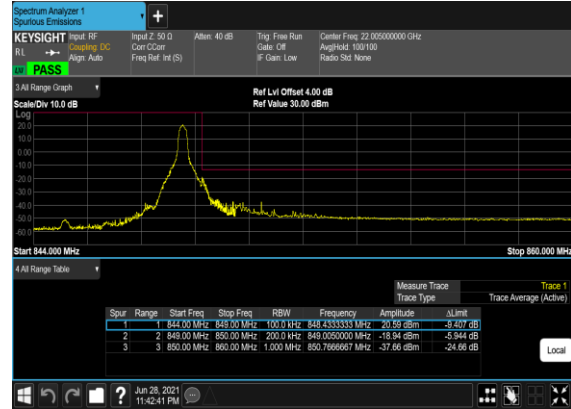 Spectrum Analyzer 1
Spurious Emissions
KEYSIGHT Input: RF Input Z: 50 Ω Atten: 40 dB Trig: Free Run Center Freq: 22.005000000 GHz
RL Coupling: DC Corr CCorr Gate: Off Avg|Hold: 100/100
Align: Auto Freq Ref: Int (S) IF Gain: Low Radio Std: None
PASS
3 All Range Graph
Ref Lvl Offset 4.00 dB
Scale/Div 10.0 dB Ref Value 30.00 dBm
Log
20.0
10.0
0.00
-10.0
-20.0
-30.0
-40.0
-50.0
-60.0
Start 844.000 MHz Stop 860.000 MHz
4 All Range Table
Measure Trace Trace 1
Trace Type Trace Average (Active)
Spur Range Start Freq Stop Freq RBW Frequency Amplitude ΔLimit
1 1 844.00 MHz 849.00 MHz 100.0 kHz 848.4333333 MHz 20.59 dBm -9.407 dB
2 2 849.00 MHz 850.00 MHz 200.0 kHz 849.0050000 MHz -18.94 dBm -5.944 dB
3 3 850.00 MHz 860.00 MHz 1.000 MHz 850.7666667 MHz -37.66 dBm -24.66 dB
Local
Jun 28, 2021
11:42:41 PM